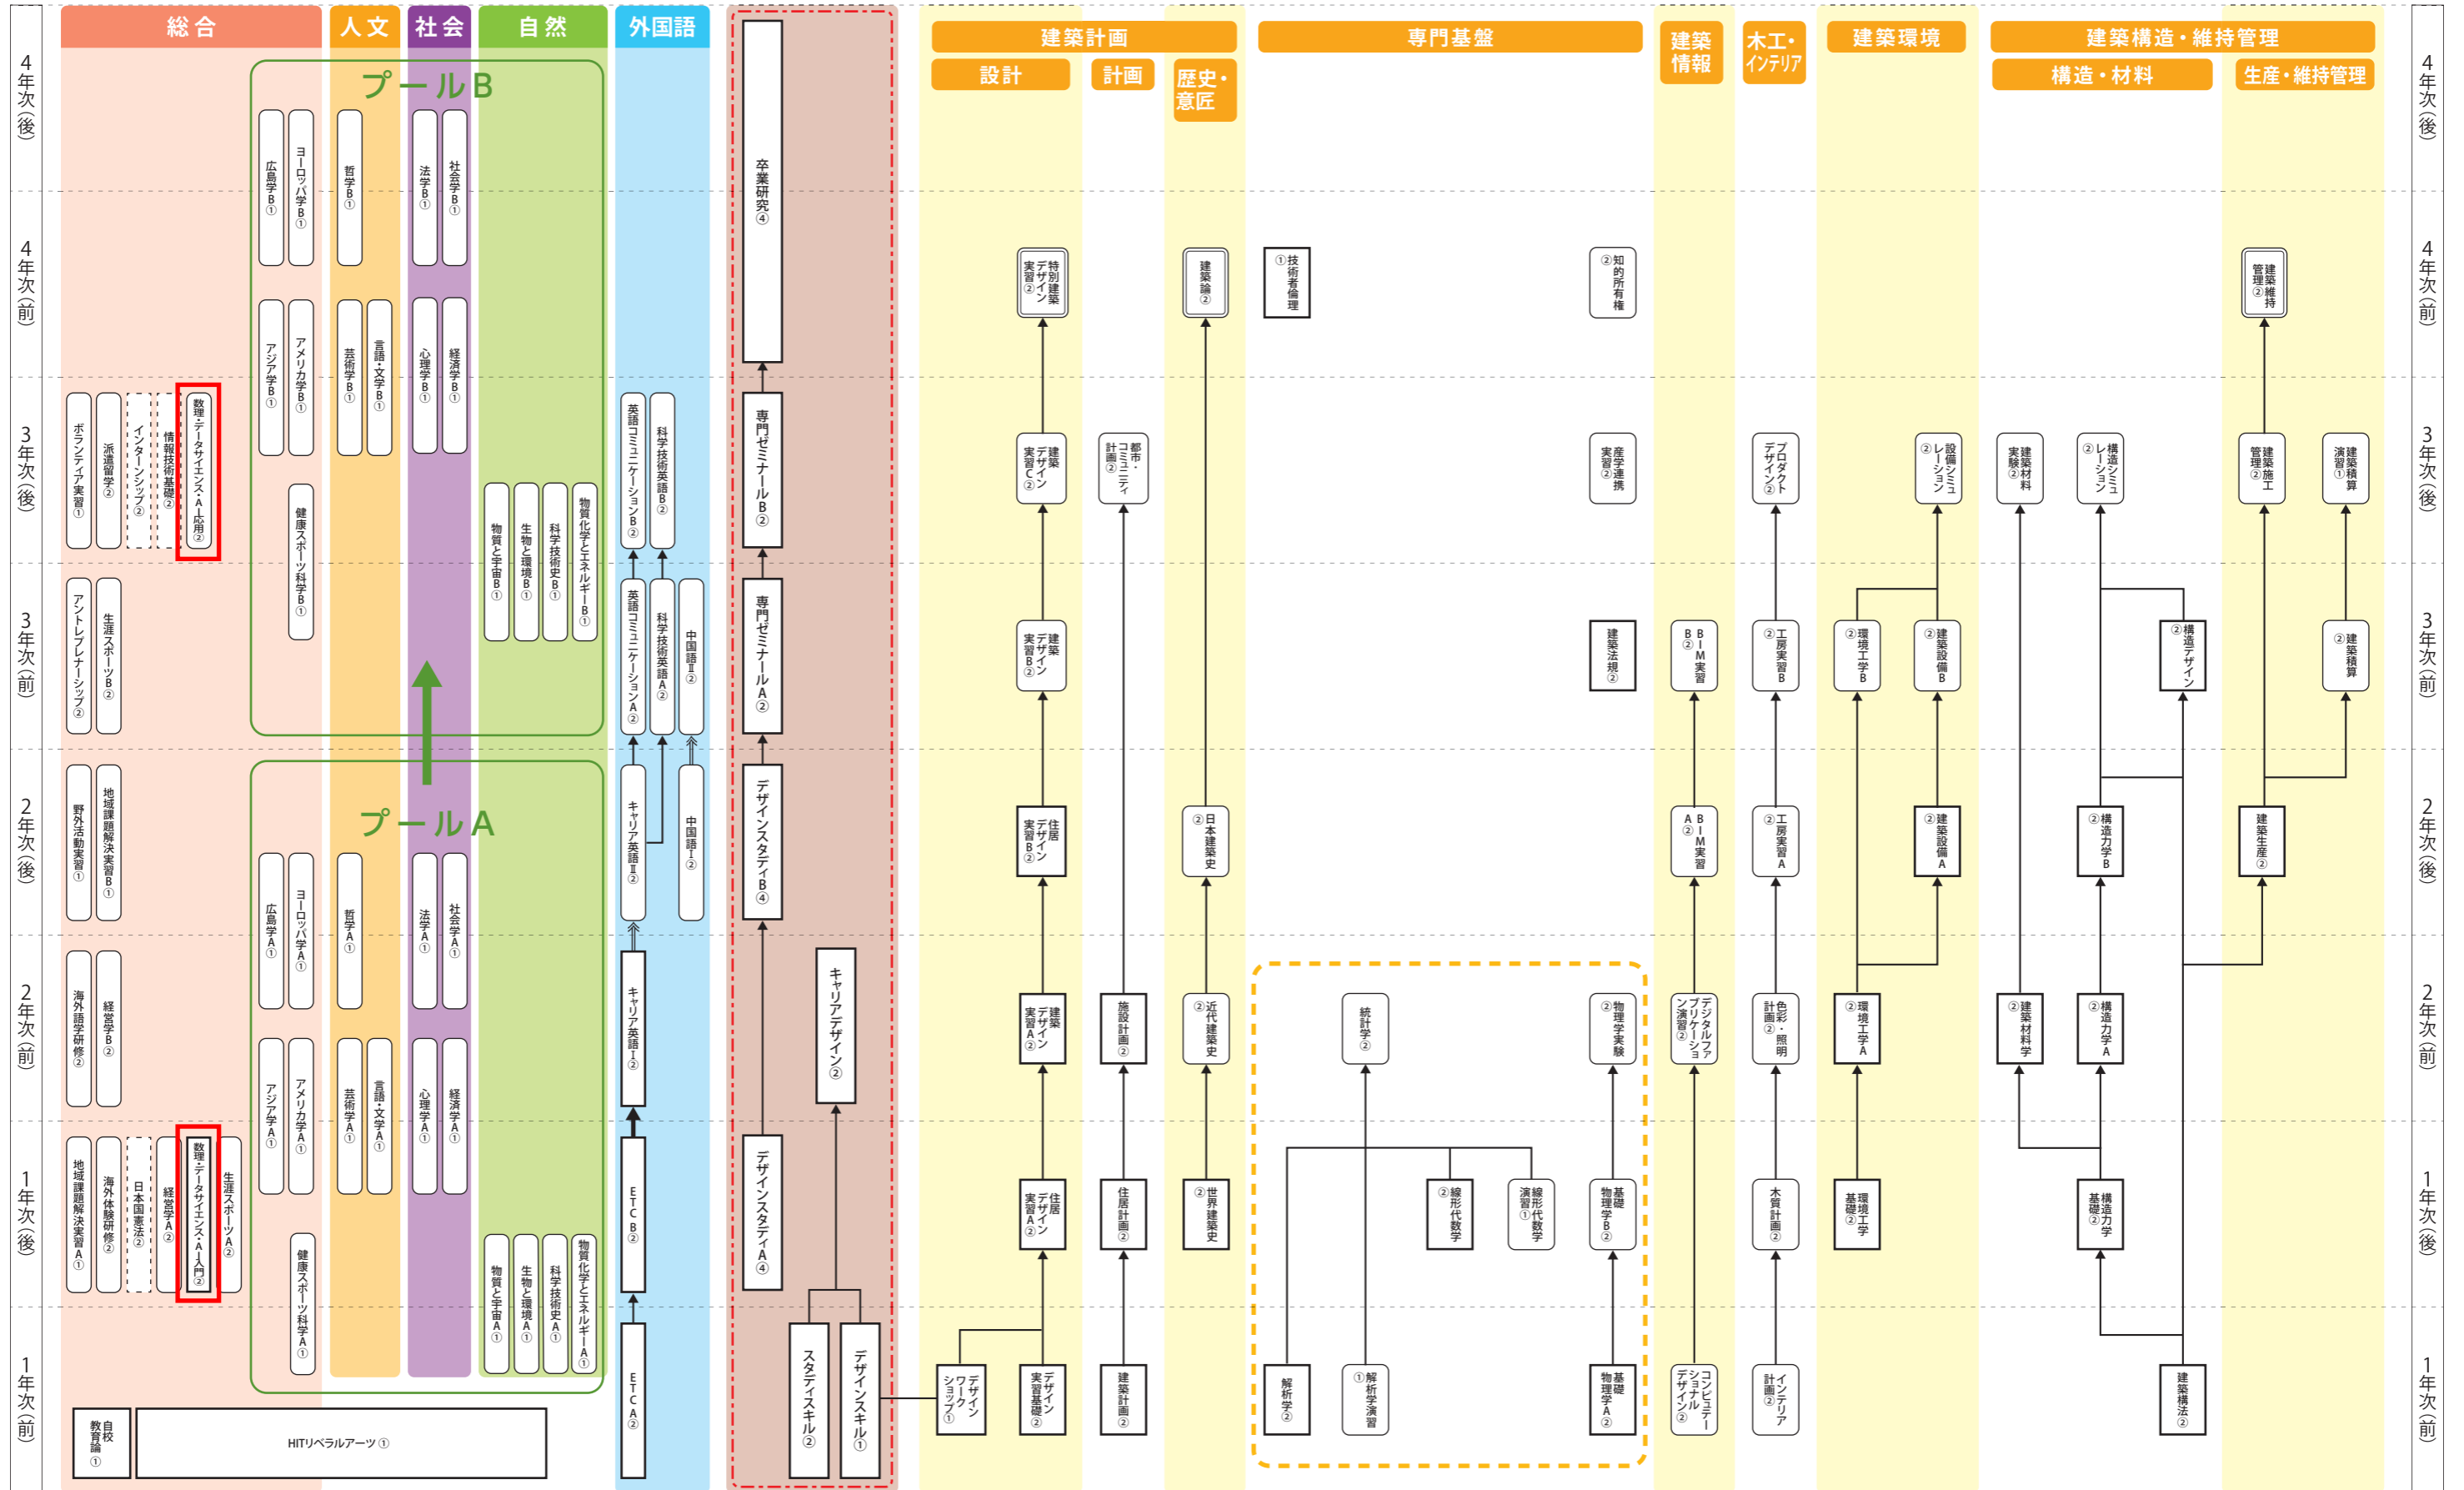 総合
人文
社会
自然
外国語
建築計画
設計
計画
歴史・
意匠
専門基盤
建築
情報
木工・
インテリア
建築環境
建築構造・維持管理
構造・材料
生産・維持管理
4年次(後)
4年次(前)
3年次(後)
3年次(前)
2年次(後)
2年次(前)
1年次(後)
1年次(前)
プールB
広島学B①
ヨーロッパ学B①
哲学B①
法学B①
社会学B①
アジア学B①
アメリカ学B①
芸術学B①
言語・文学B①
心理学B①
経済学B①
健康スポーツ科学B①
物質と宇宙B①
生物と環境B①
科学技術史B①
物質化学とエネルギーB①
ボランティア実習①
派遣留学②
インターンシップ②
情報技術基礎②
数理・データサイエンス・AI応用②
アントレプレナーシップ②
生涯スポーツB②
野外活動実習①
地域課題解決実習B①
海外語学研修②
経営学B②
地域課題解決実習A①
海外体験研修②
日本国憲法②
経営学A②
数理・データサイエンス・AI入門②
生涯スポーツA②
プールA
広島学A①
ヨーロッパ学A①
哲学A①
法学A①
社会学A①
アジア学A①
アメリカ学A①
芸術学A①
言語・文学A①
心理学A①
経済学A①
健康スポーツ科学A①
物質と宇宙A①
生物と環境A①
科学技術史A①
物質化学とエネルギーA①
自校
教育論①
HITリベラルアーツ①
英語コミュニケーションB②
科学技術英語B②
英語コミュニケーションA②
科学技術英語A②
中国語Ⅱ②
キャリア英語Ⅱ②
中国語Ⅰ②
キャリア英語Ⅰ②
ETC B②
ETC A②
卒業研究④
専門ゼミナールB②
専門ゼミナールA②
デザインスタディB④
キャリアデザイン②
デザインスタディA④
スタディスキル②
デザインスキル①
特別建築
デザイン
実習②
建築
デザイン
実習C②
建築
デザイン
実習B②
住居
デザイン
実習B②
建築
デザイン
実習A②
住居
デザイン
実習A②
デザイン
ワーク
ショップ①
デザイン
実習基礎②
都市・
コミュニティ
計画②
施設計画②
住居計画②
建築計画②
建築論②
日本建築史
②
近代建築史
②
世界建築史
②
技術者倫理
①
知的所有権
②
産学連携
実習②
建築法規②
統計学②
物理学実験
②
線形代数学
②
線形代数学
演習①
基礎
物理学B②
解析学②
解析学演習
①
基礎
物理学A②
BIM実習
B②
BIM実習
A②
デジタルファ
ブリケーショ
ン演習②
コンピュテー
ショナル
デザイン②
プロダクト
デザイン②
工房実習B
②
工房実習A
②
色彩・照明
計画②
木質計画②
インテリア
計画②
設備シミュ
レーション
②
環境工学B
②
建築設備B
②
建築設備A
②
環境工学A
②
環境工学
基礎②
建築材料
実験②
構造シミュ
レーション
②
構造デザイン
②
構造力学B
②
建築材料学
②
構造力学A
②
構造力学
基礎②
建築構法②
建築維持
管理②
建築施工
管理②
建築積算
演習①
建築積算
②
建築生産②
4年次(後)
4年次(前)
3年次(後)
3年次(前)
2年次(後)
2年次(前)
1年次(後)
1年次(前)